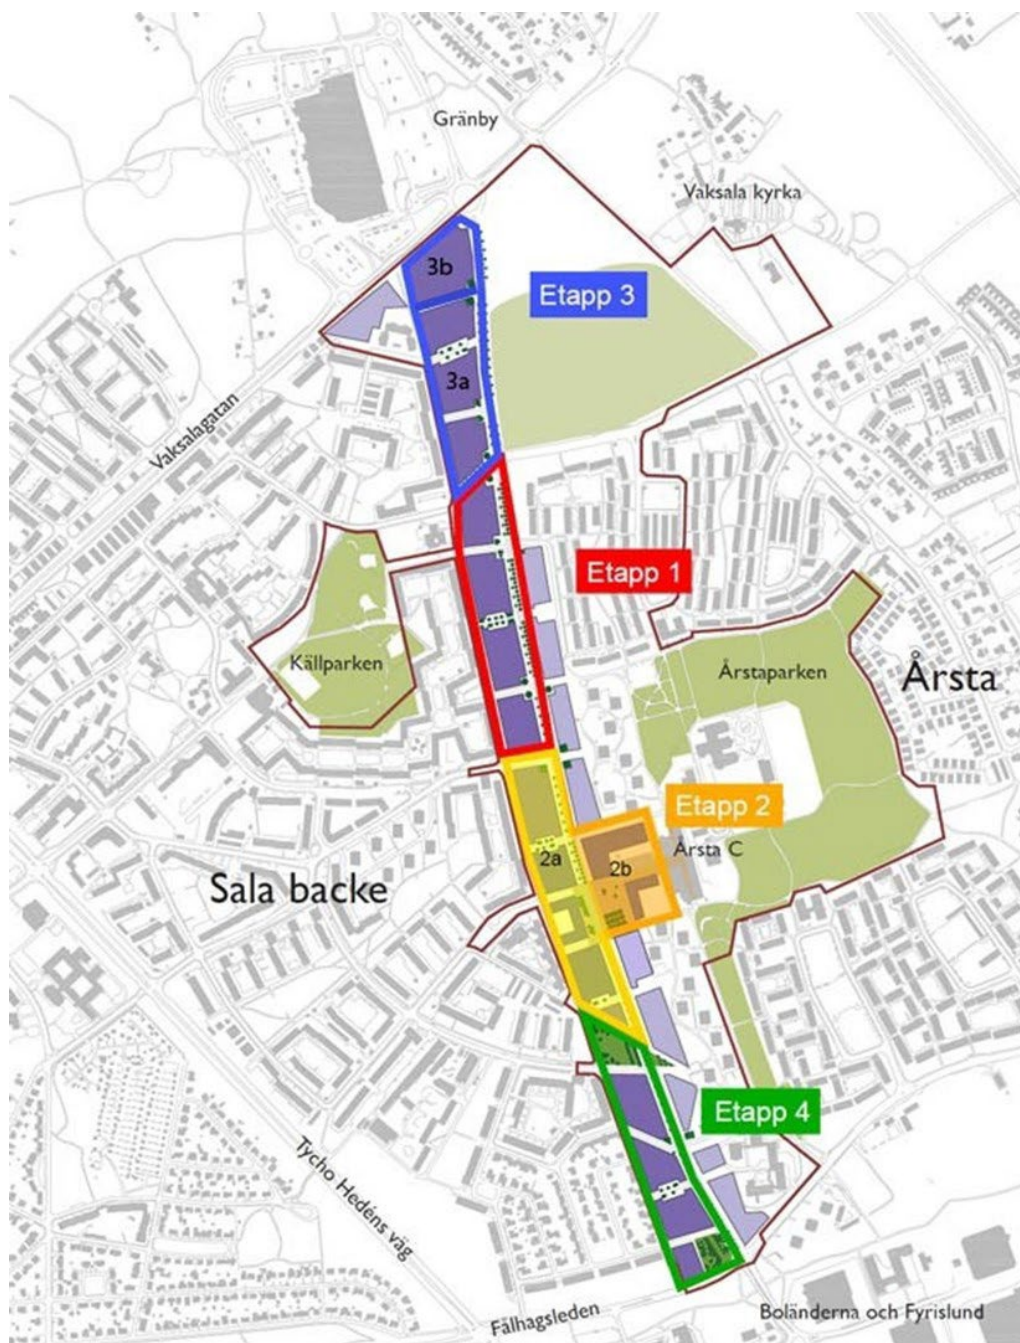 Gränby
Vaksala kyrka
3b
Etapp 3
3a
Vaksalagatan
Etapp 1
Källparken
Årstaparken
Årsta
Etapp 2
2a
2b
Årsta C
Sala backe
Etapp 4
Tycho Hedéns väg
Fälhagsleden
Boländerna och Fyrislund